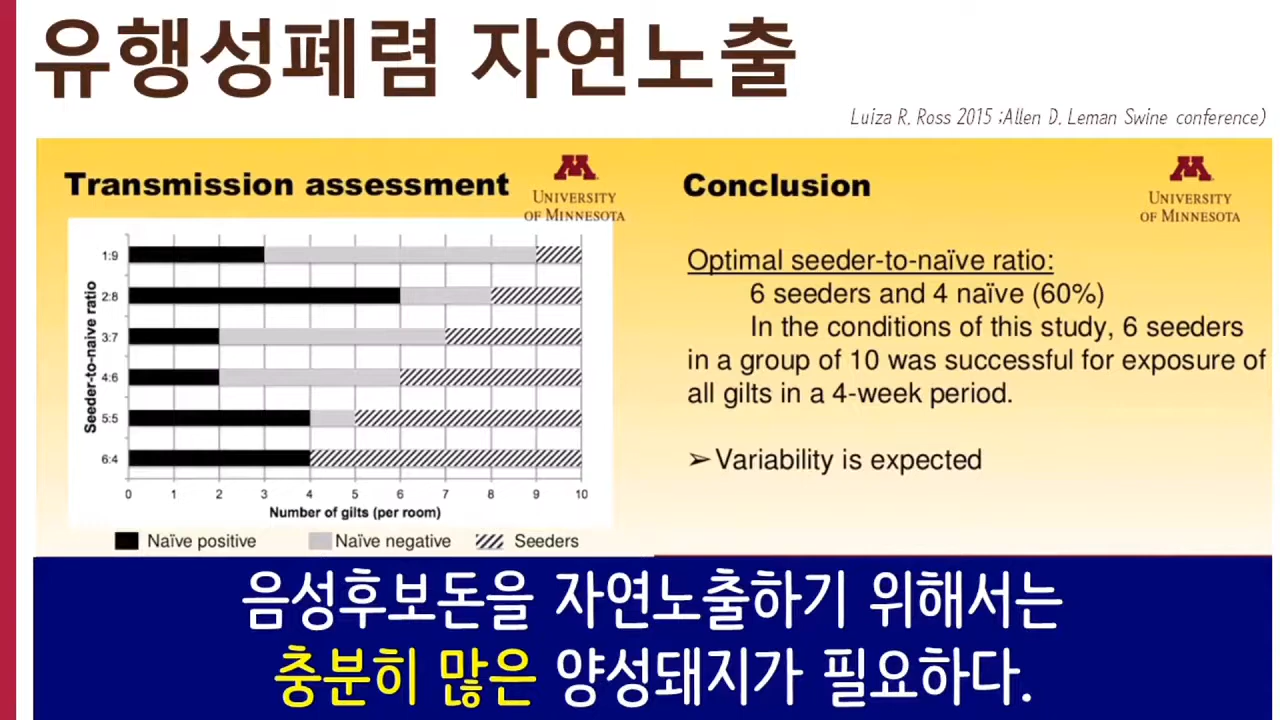 유행성폐렴 자연노출
Luiza R. Ross 2015 ;Allen D. Leman Swine conference)
Transmission assessment
UNIVERSITY
OF MINNESOTA
Seeder-to-naive ratio
1:9
2:8
3:7
4:6
5:5
6:4
0 1 2 3 4 5 6 7 8 9 10
Number of gilts (per room)
Naïve positive Naïve negative Seeders
Conclusion
UNIVERSITY
OF MINNESOTA
Optimal seeder-to-naïve ratio:
6 seeders and 4 naïve (60%)
In the conditions of this study, 6 seeders
in a group of 10 was successful for exposure of
all gilts in a 4-week period.
➢ Variability is expected
음성후보돈을 자연노출하기 위해서는
충분히 많은 양성돼지가 필요하다.